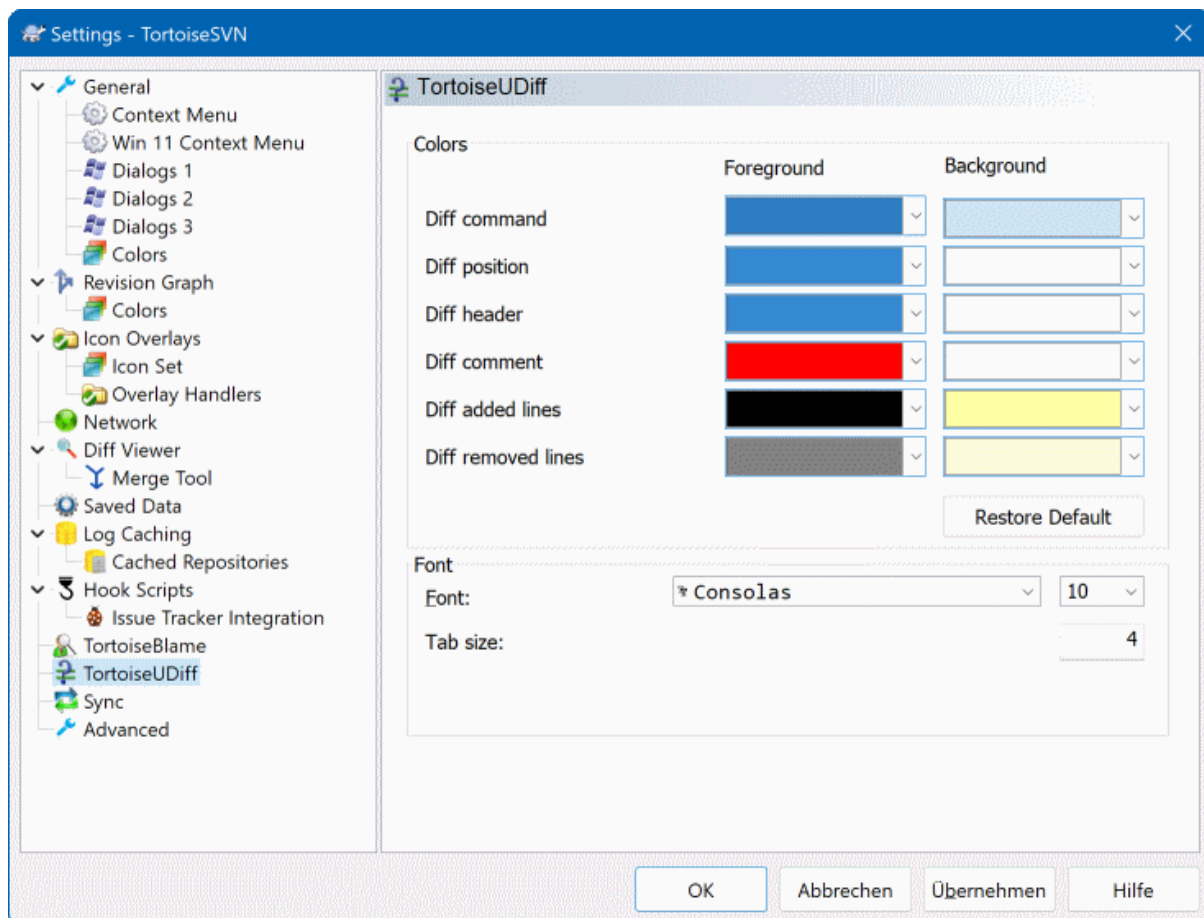 Settings - TortoiseSVN
General
Context Menu
Win 11 Context Menu
Dialogs 1
Dialogs 2
Dialogs 3
Colors
Revision Graph
Colors
Icon Overlays
Icon Set
Overlay Handlers
Network
Diff Viewer
Merge Tool
Saved Data
Log Caching
Cached Repositories
Hook Scripts
Issue Tracker Integration
TortoiseBlame
TortoiseUDiff
Sync
Advanced
TortoiseUDiff
Colors
Foreground Background
Diff command
Diff position
Diff header
Diff comment
Diff added lines
Diff removed lines
Restore Default
Font
Font: Consolas 10
Tab size: 4
OK Abbrechen Übernehmen Hilfe